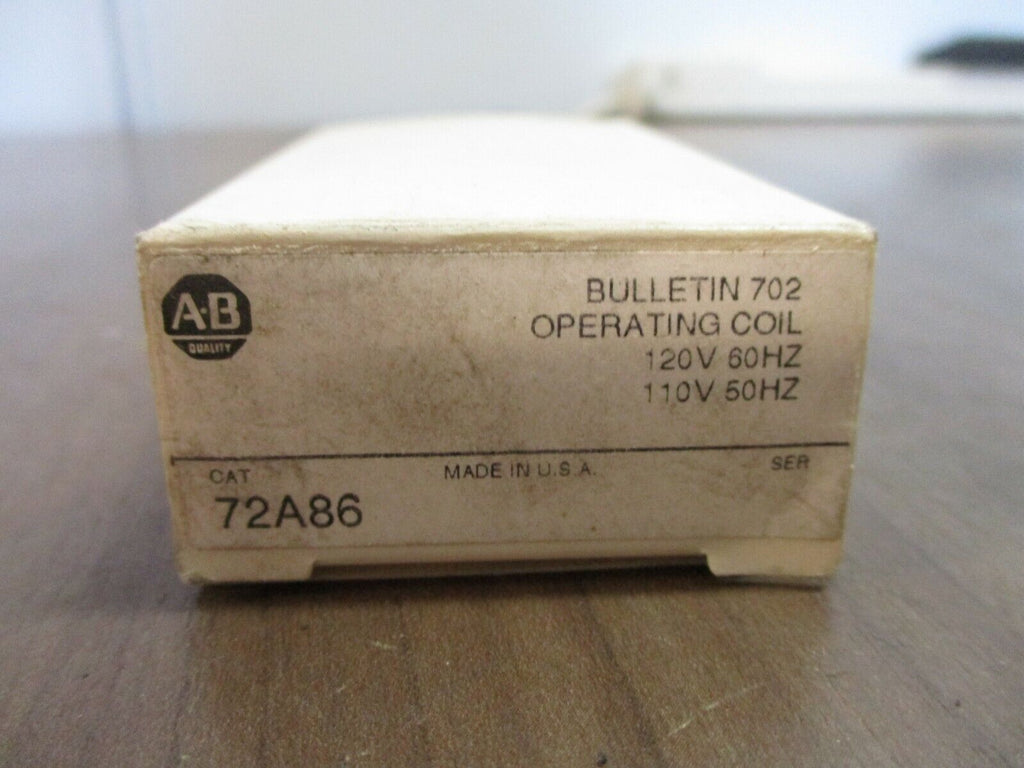 A-B
QUALITY
BULLETIN 702
OPERATING COIL
120V 60HZ
110V 50HZ
CAT
MADE IN U.S.A.
SER
72A86